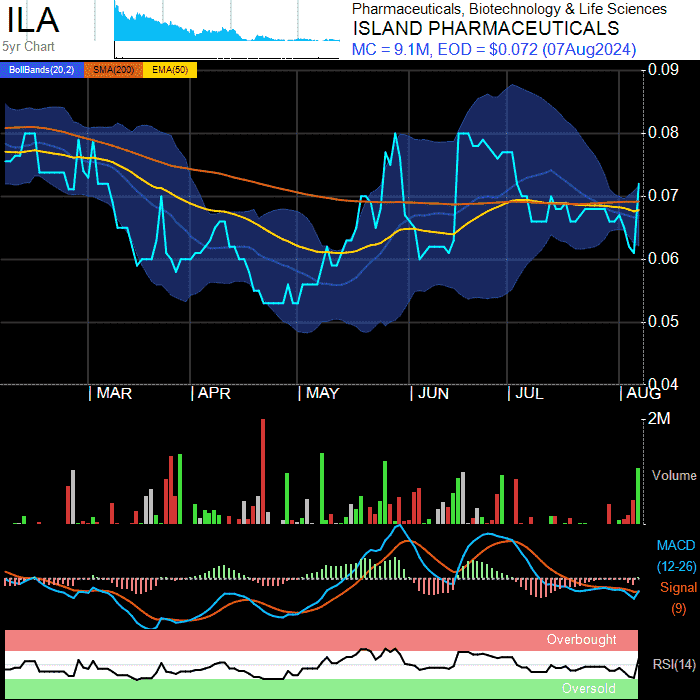 ILA
5yr Chart
Pharmaceuticals, Biotechnology & Life Sciences
ISLAND PHARMACEUTICALS
MC = 9.1M, EOD = $0.072 (07Aug2024)
BollBands(20,2) SMA(200) EMA(50)
0.09
0.08
0.07
0.06
0.05
0.04
MAR APR MAY JUN JUL AUG
2M
Volume
MACD
(12-26)
Signal
(9)
Overbought
RSI(14)
Oversold